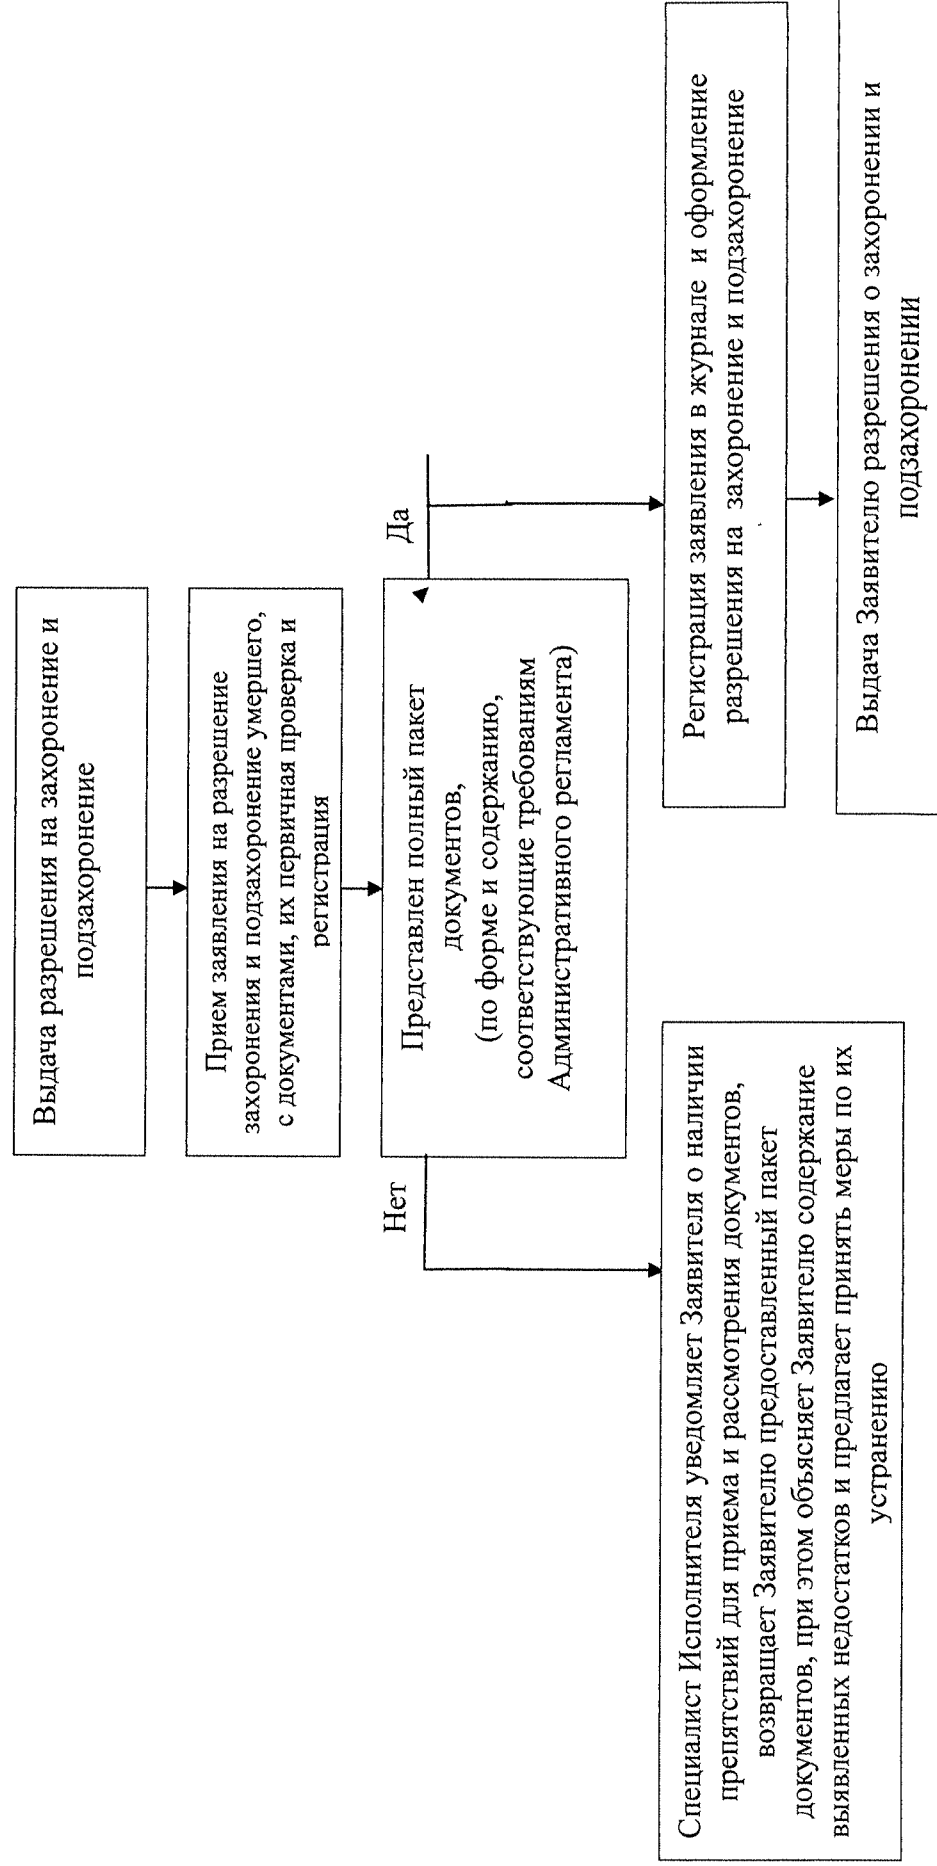 Выдача разрешения на захоронение и
подзахоронение
Прием заявления на разрешение
захоронения и подзахоронение умершего,
с документами, их первичная проверка и
регистрация
Представлен полный пакет
документов,
(по форме и содержанию,
соответствующие требованиям
Административного регламента)
Нет
Да
Специалист Исполнителя уведомляет Заявителя о наличии
препятствий для приема и рассмотрения документов,
возвращает Заявителю предоставленный пакет
документов, при этом объясняет Заявителю содержание
выявленных недостатков и предлагает принять меры по их
устранению
Регистрация заявления в журнале и оформление
разрешения на захоронение и подзахоронение
Выдача Заявителю разрешения о захоронении и
подзахоронении